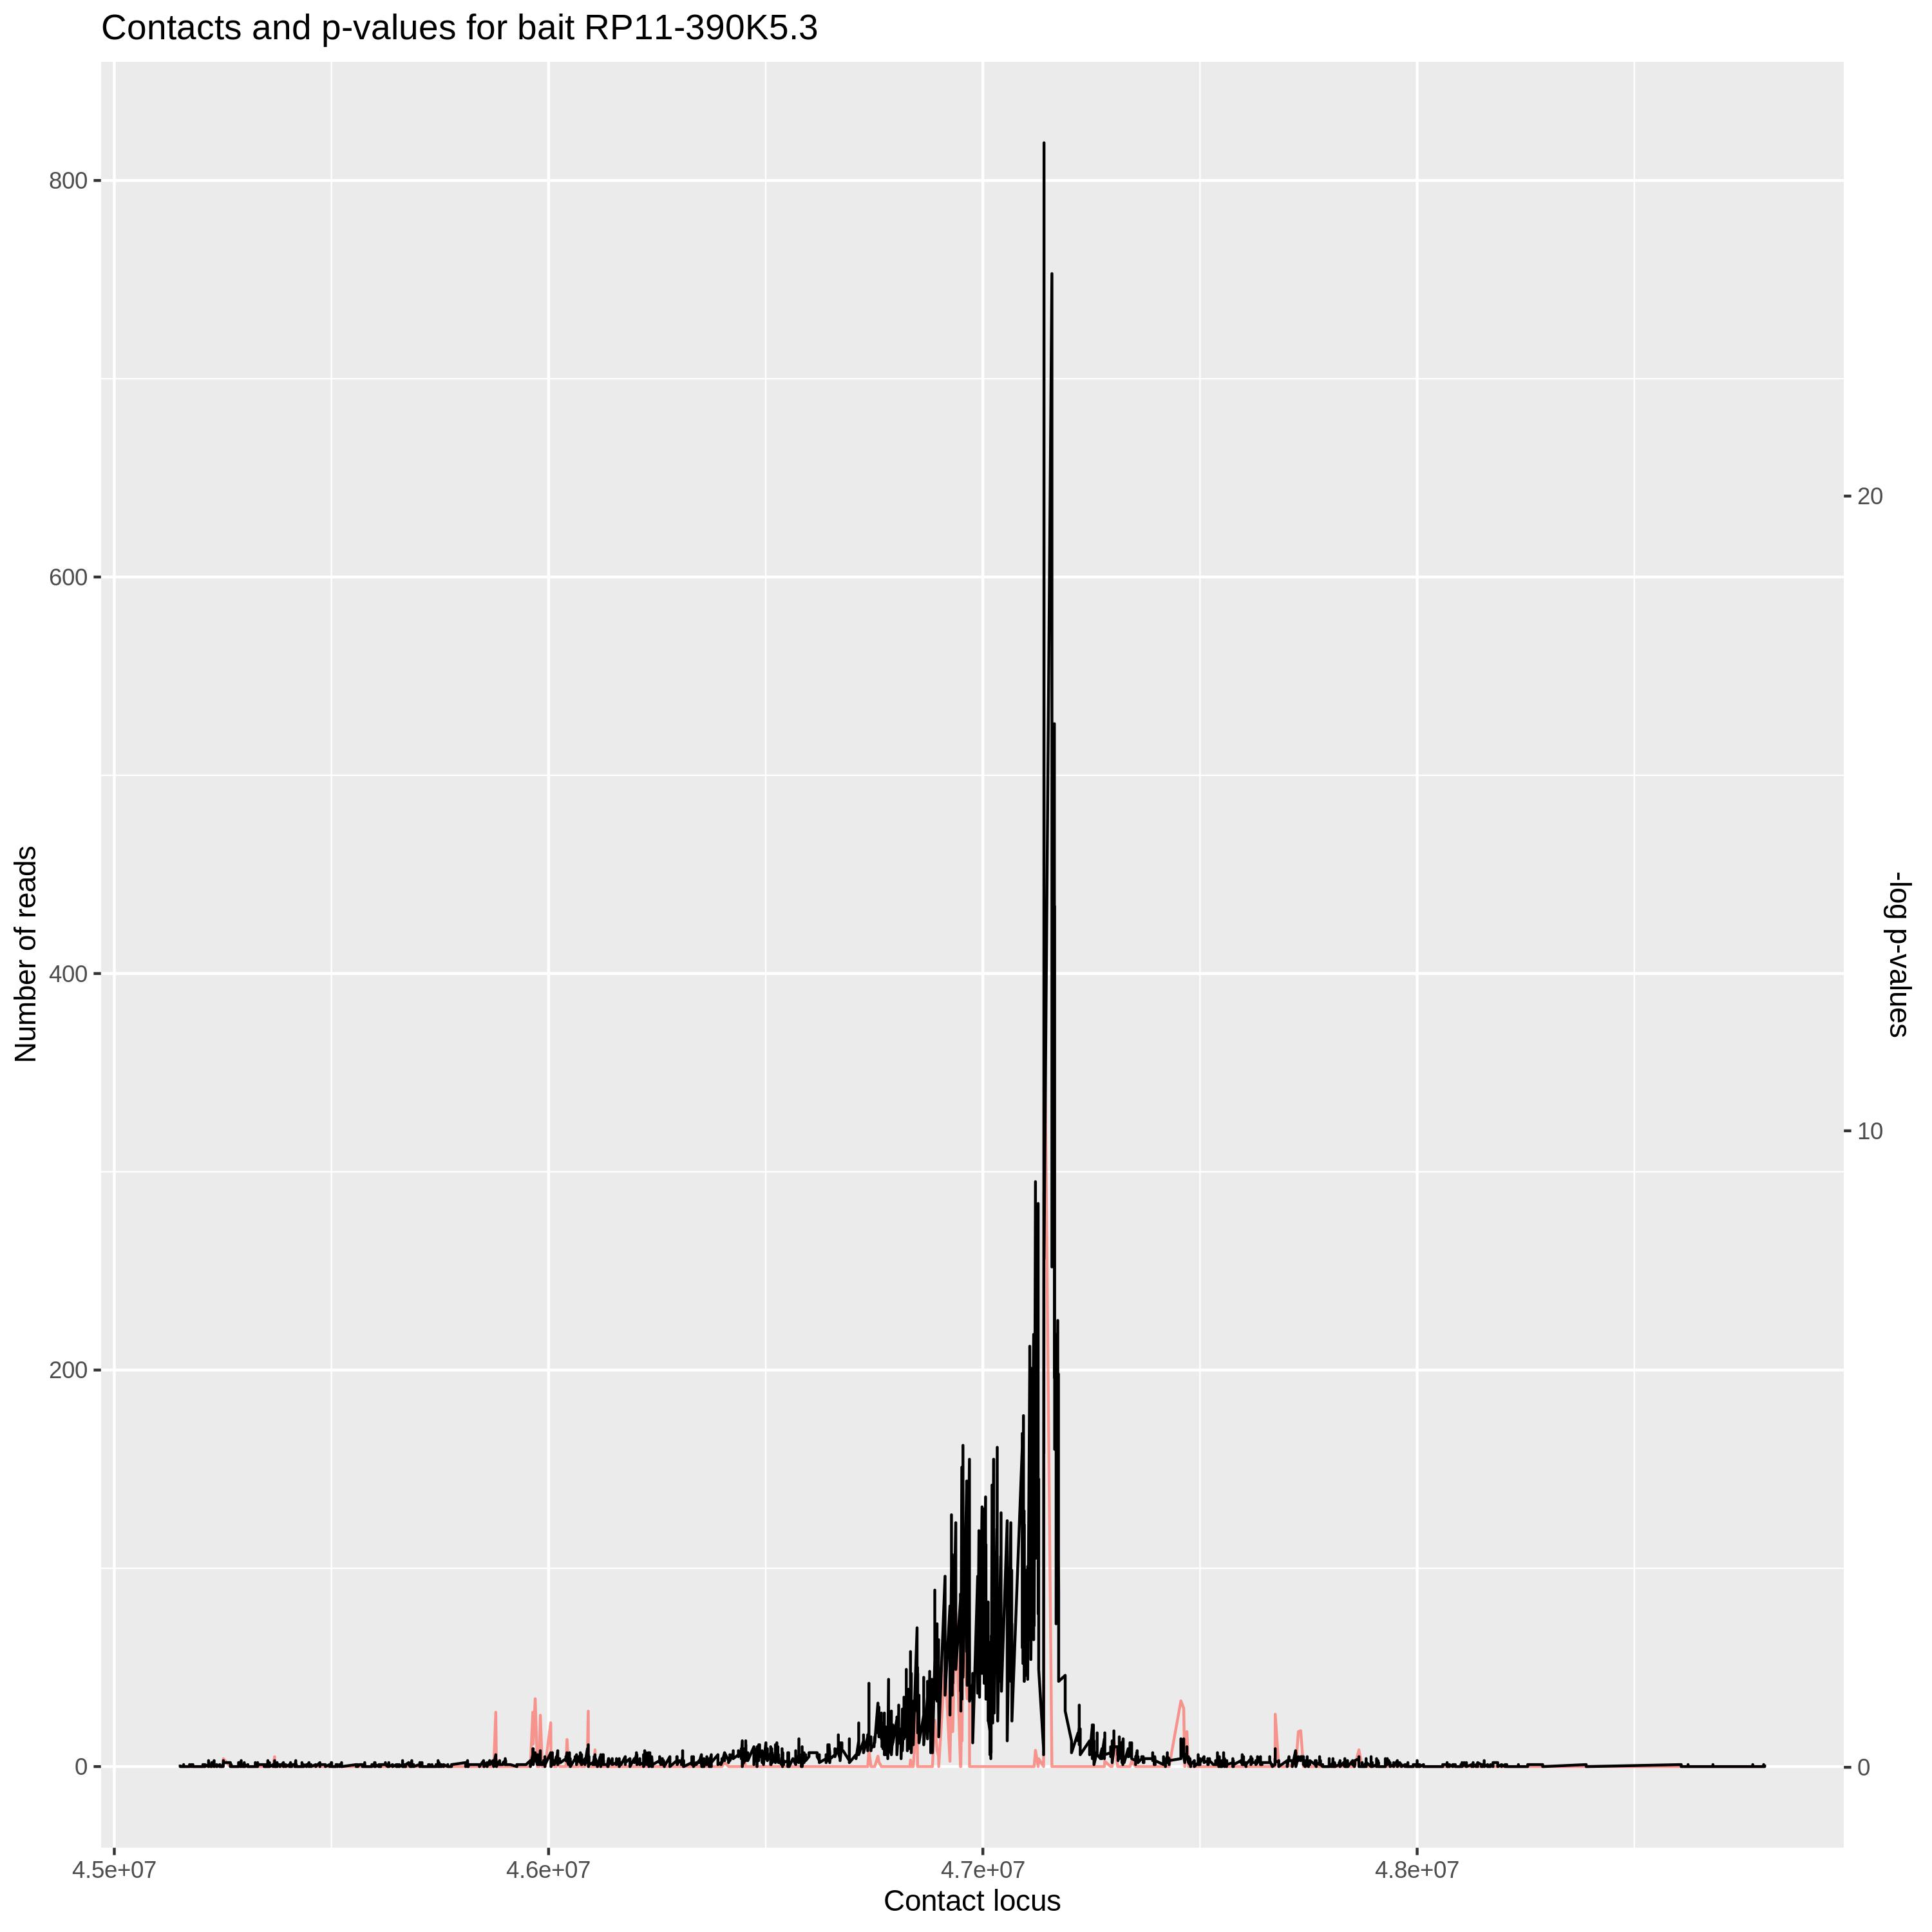 Contacts and p-values for bait RP11-390K5.3
800
600
400
200
0
Number of reads
20
10
0
-log p-values
4.5e+07 4.6e+07 4.7e+07 4.8e+07
Contact locus